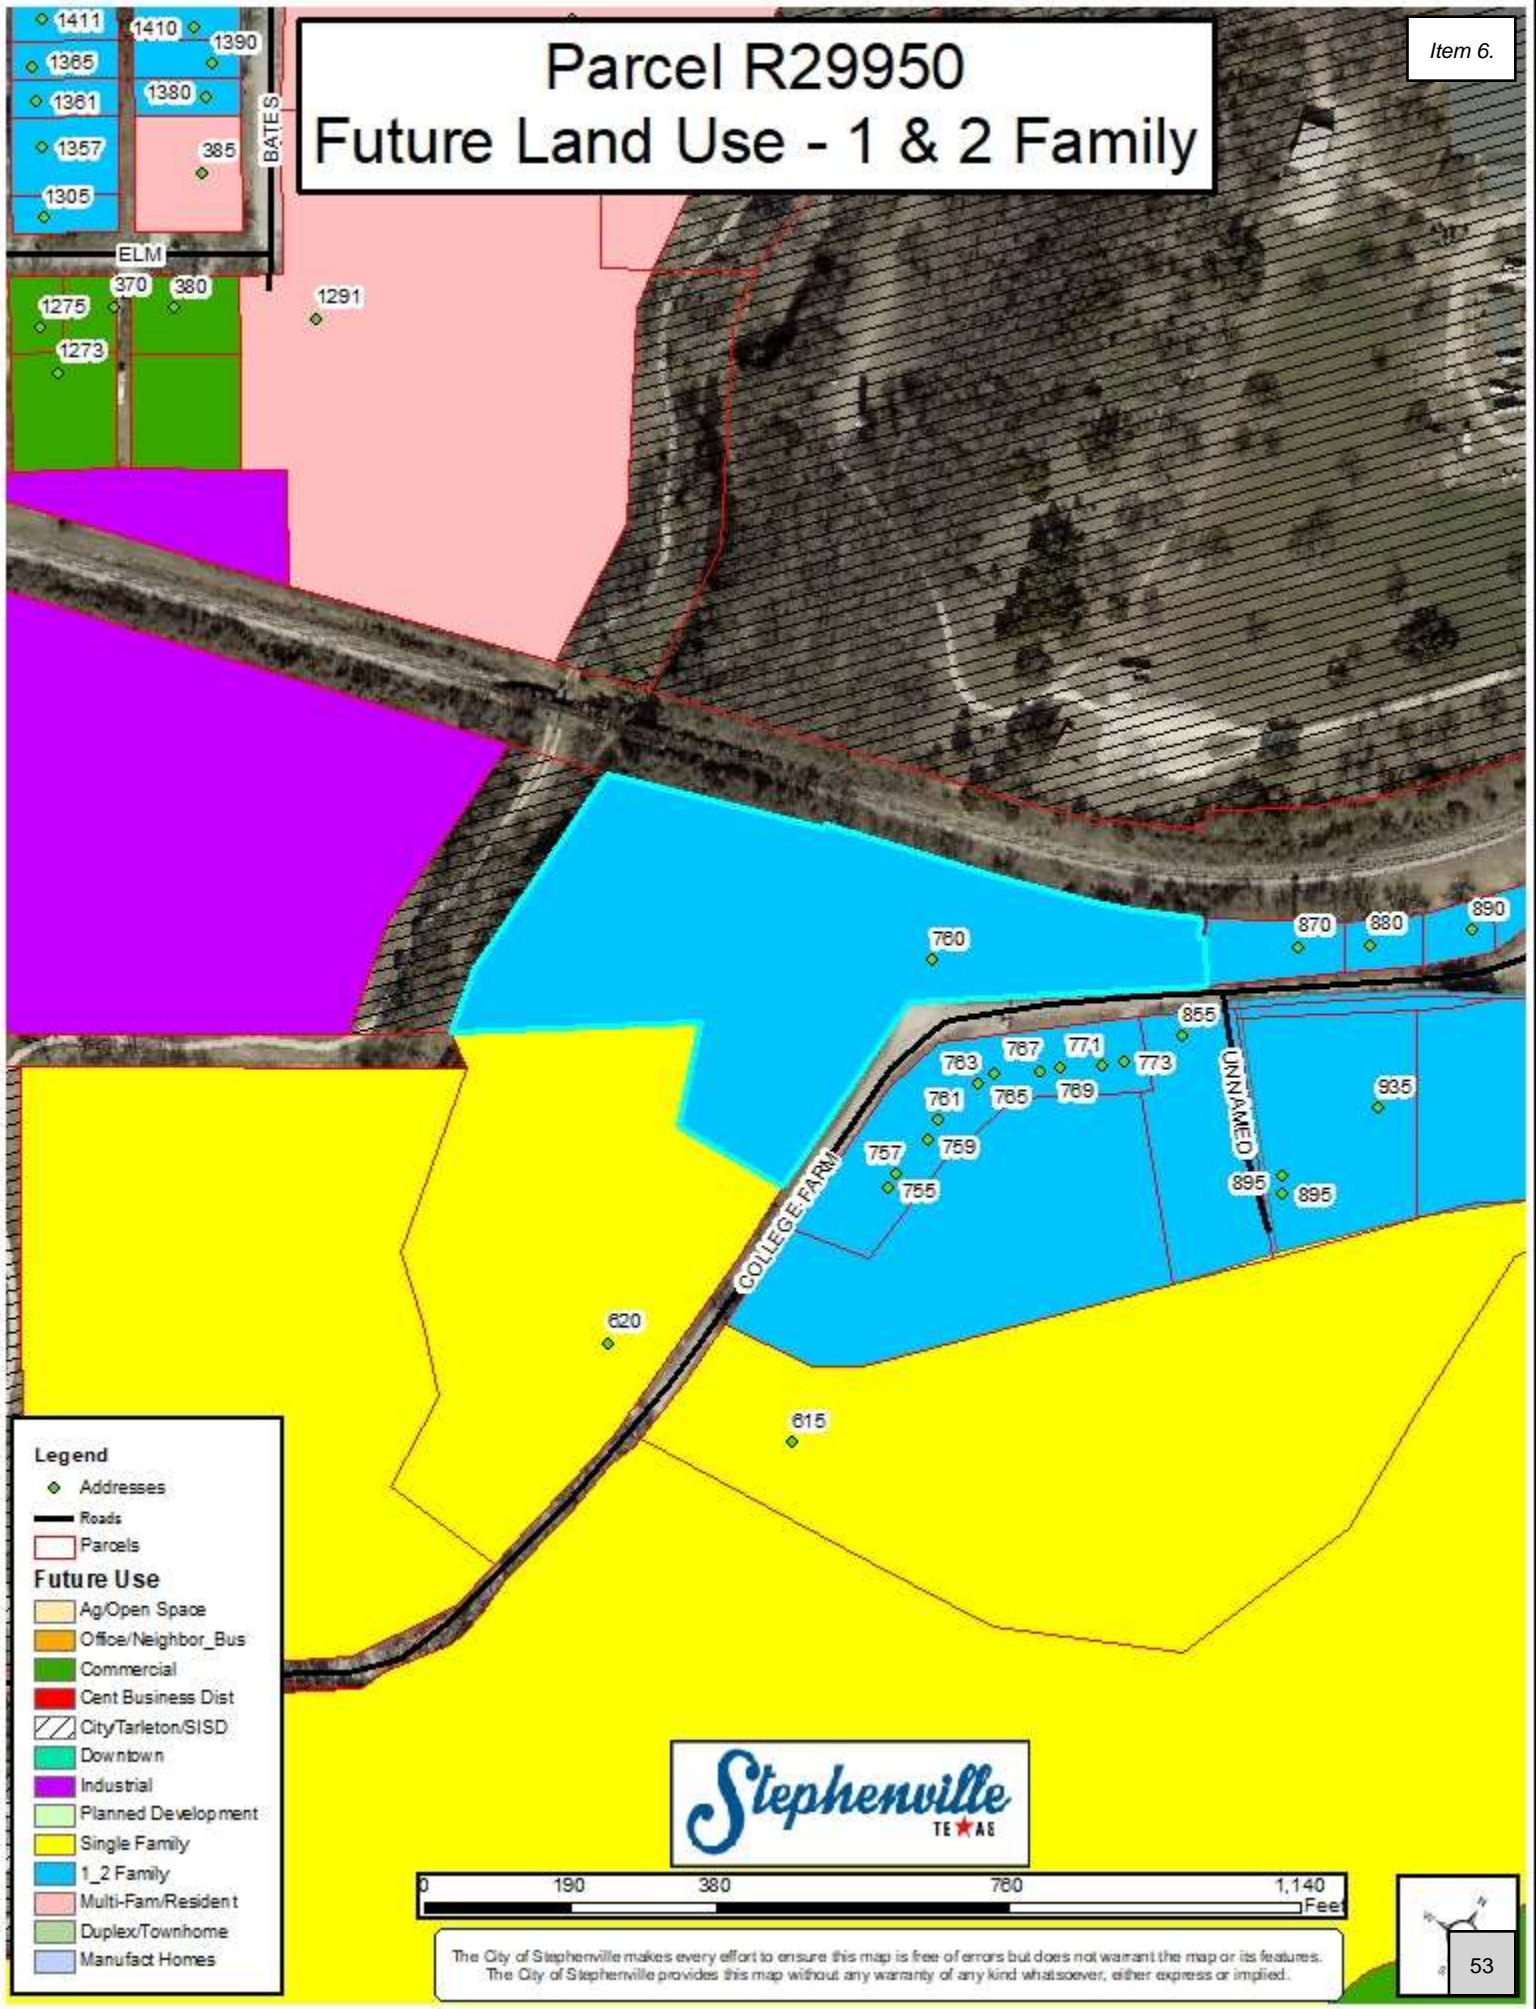 Item 6.
Parcel R29950
Future Land Use - 1 & 2 Family
1411
1410
1390
1365
1380
1361
BATES
1357
385
1305
ELM
370
380
1275
1291
1273
760
870
880
890
855
UNNAMED
763
767
771
773
761
765
769
935
757
759
755
895
895
COLLEGE FARM
620
615
Legend
Addresses
Roads
Parcels
Future Use
Ag/Open Space
Office/Neighbor_Bus
Commercial
Cent Business Dist
City/Tarleton/SISD
Downtown
Industrial
Planned Development
Single Family
1_2 Family
Multi-Fam/Resident
Duplex/Townhome
Manufact Homes
Stephenville
TEXAS
0 190 380 760 1,140
Feet
The City of Stephenville makes every effort to ensure this map is free of errors but does not warrant the map or its features.
The City of Stephenville provides this map without any warranty of any kind whatsoever, either express or implied.
N
W
S
53